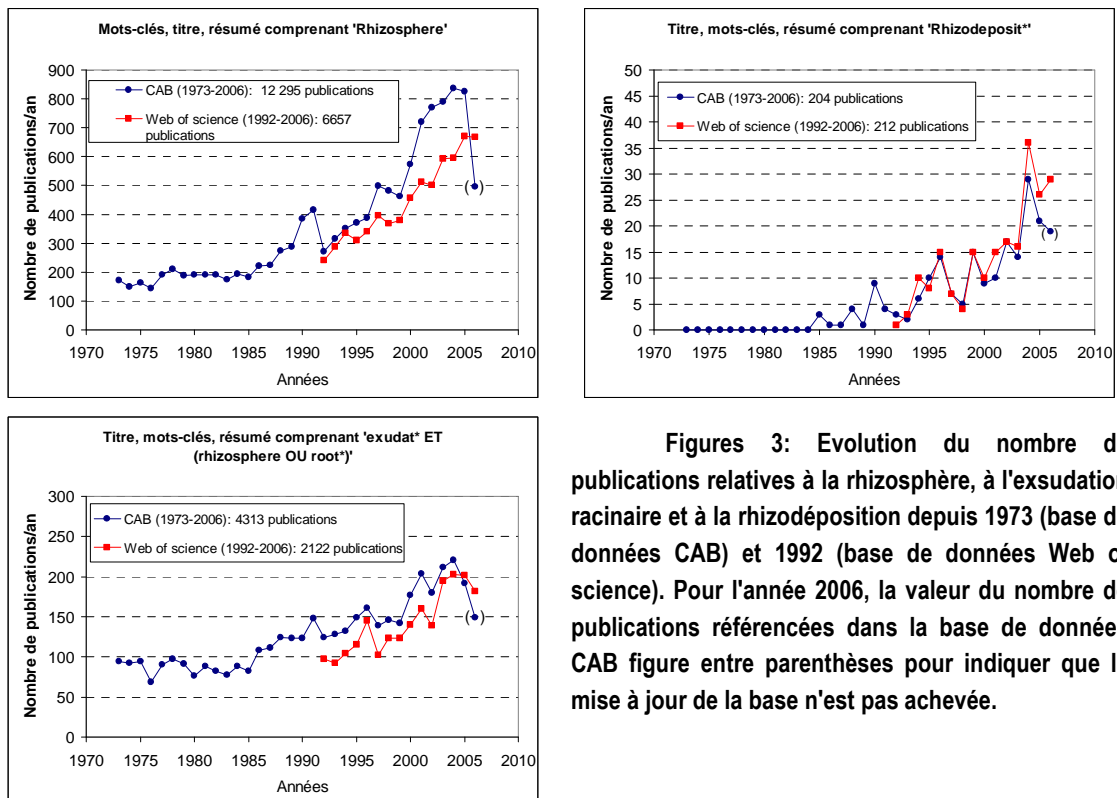 Mots-clés, titre, résumé comprenant 'Rhizosphere'
900
800
700
600
500
400
300
200
100
0
Nombre de publications/an
CAB (1973-2006): 12 295 publications
Web of science (1992-2006): 6657
publications
( )
1970 1975 1980 1985 1990 1995 2000 2005 2010
Années
Titre, mots-clés, résumé comprenant 'Rhizodeposit*'
50
45
40
35
30
25
20
15
10
5
0
Nombre de publications/an
CAB (1973-2006): 204 publications
Web of science (1992-2006): 212 publications
( )
1970 1975 1980 1985 1990 1995 2000 2005 2010
Années
Titre, mots-clés, résumé comprenant 'exudat* ET
(rhizosphere OU root*)'
300
250
200
150
100
50
0
Nombre de publications/an
CAB (1973-2006): 4313 publications
Web of science (1992-2006): 2122 publications
( )
1970 1975 1980 1985 1990 1995 2000 2005 2010
Années
Figures 3: Evolution du nombre d
publications relatives à la rhizosphère, à l'exsudation
racinaire et à la rhizodéposition depuis 1973 (base d
données CAB) et 1992 (base de données Web o
science). Pour l'année 2006, la valeur du nombre d
publications référencées dans la base de donnée
CAB figure entre parenthèses pour indiquer que l
mise à jour de la base n'est pas achevée.